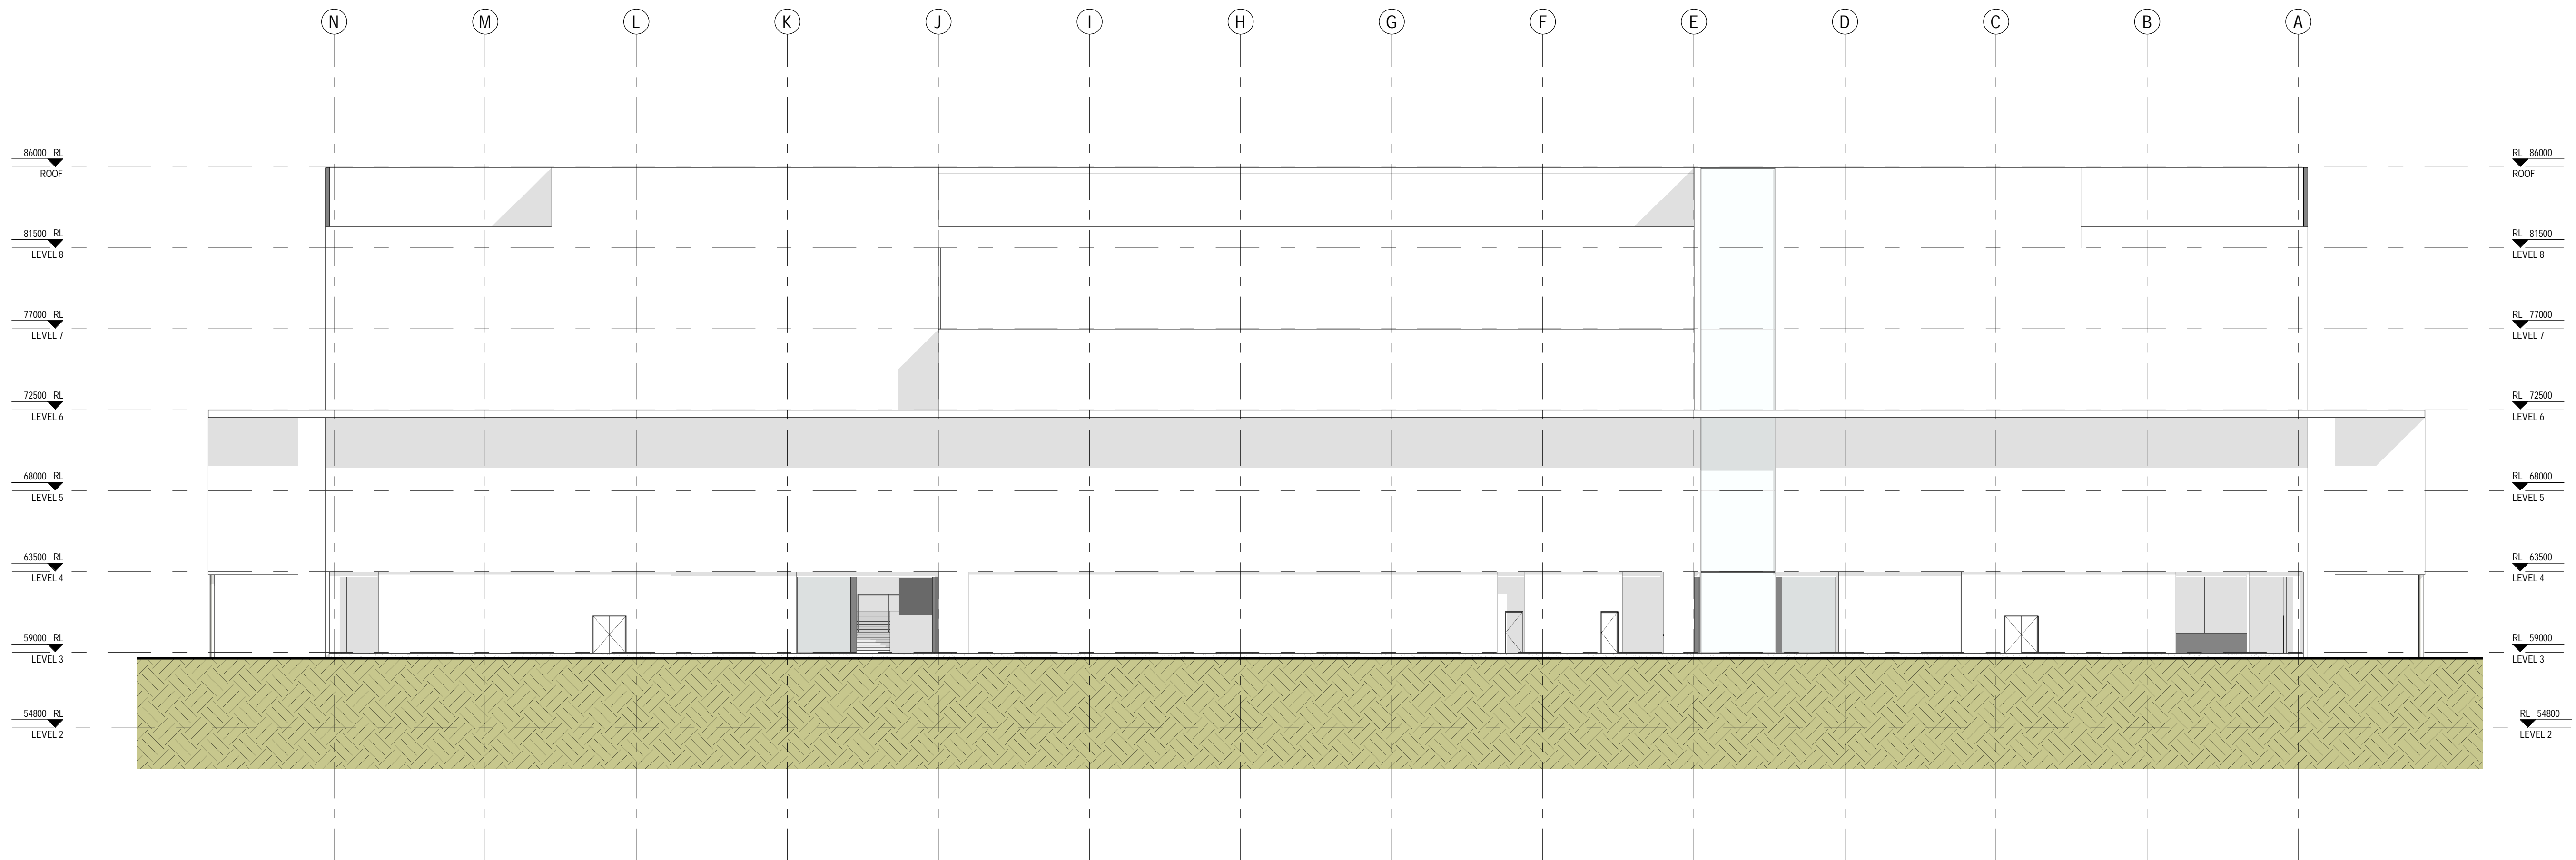 N M L K J I H G F E D C B A
86000 RL
ROOF
81500 RL
LEVEL 8
77000 RL
LEVEL 7
72500 RL
LEVEL 6
68000 RL
LEVEL 5
63500 RL
LEVEL 4
59000 RL
LEVEL 3
54800 RL
LEVEL 2
RL 86000
ROOF
RL 81500
LEVEL 8
RL 77000
LEVEL 7
RL 72500
LEVEL 6
RL 68000
LEVEL 5
RL 63500
LEVEL 4
RL 59000
LEVEL 3
RL 54800
LEVEL 2